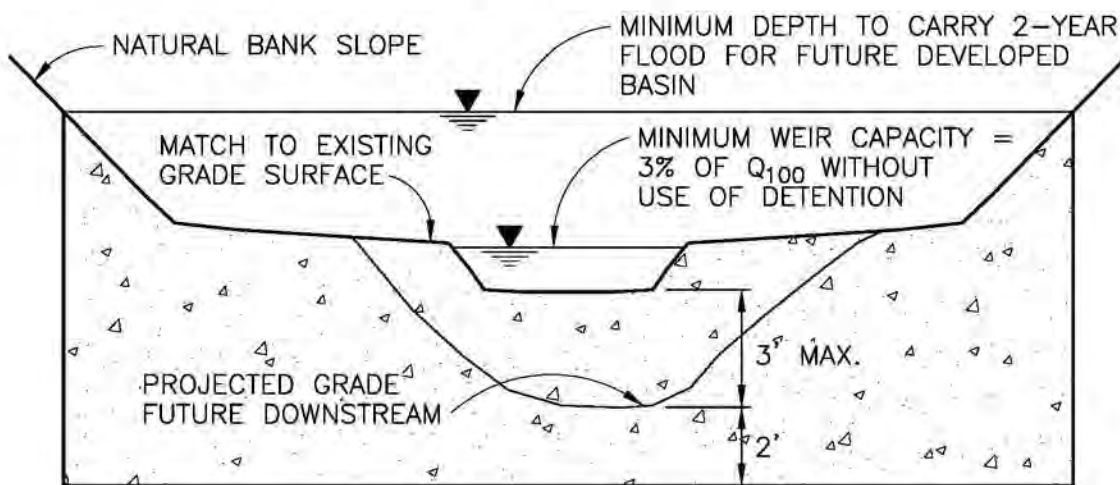 NATURAL BANK SLOPE
MINIMUM DEPTH TO CARRY 2-YEAR
FLOOD FOR FUTURE DEVELOPED
BASIN
MATCH TO EXISTING
GRADE SURFACE
MINIMUM WEIR CAPACITY =
3% OF Q100 WITHOUT
USE OF DETENTION
3' MAX.
PROJECTED GRADE
FUTURE DOWNSTREAM
2'